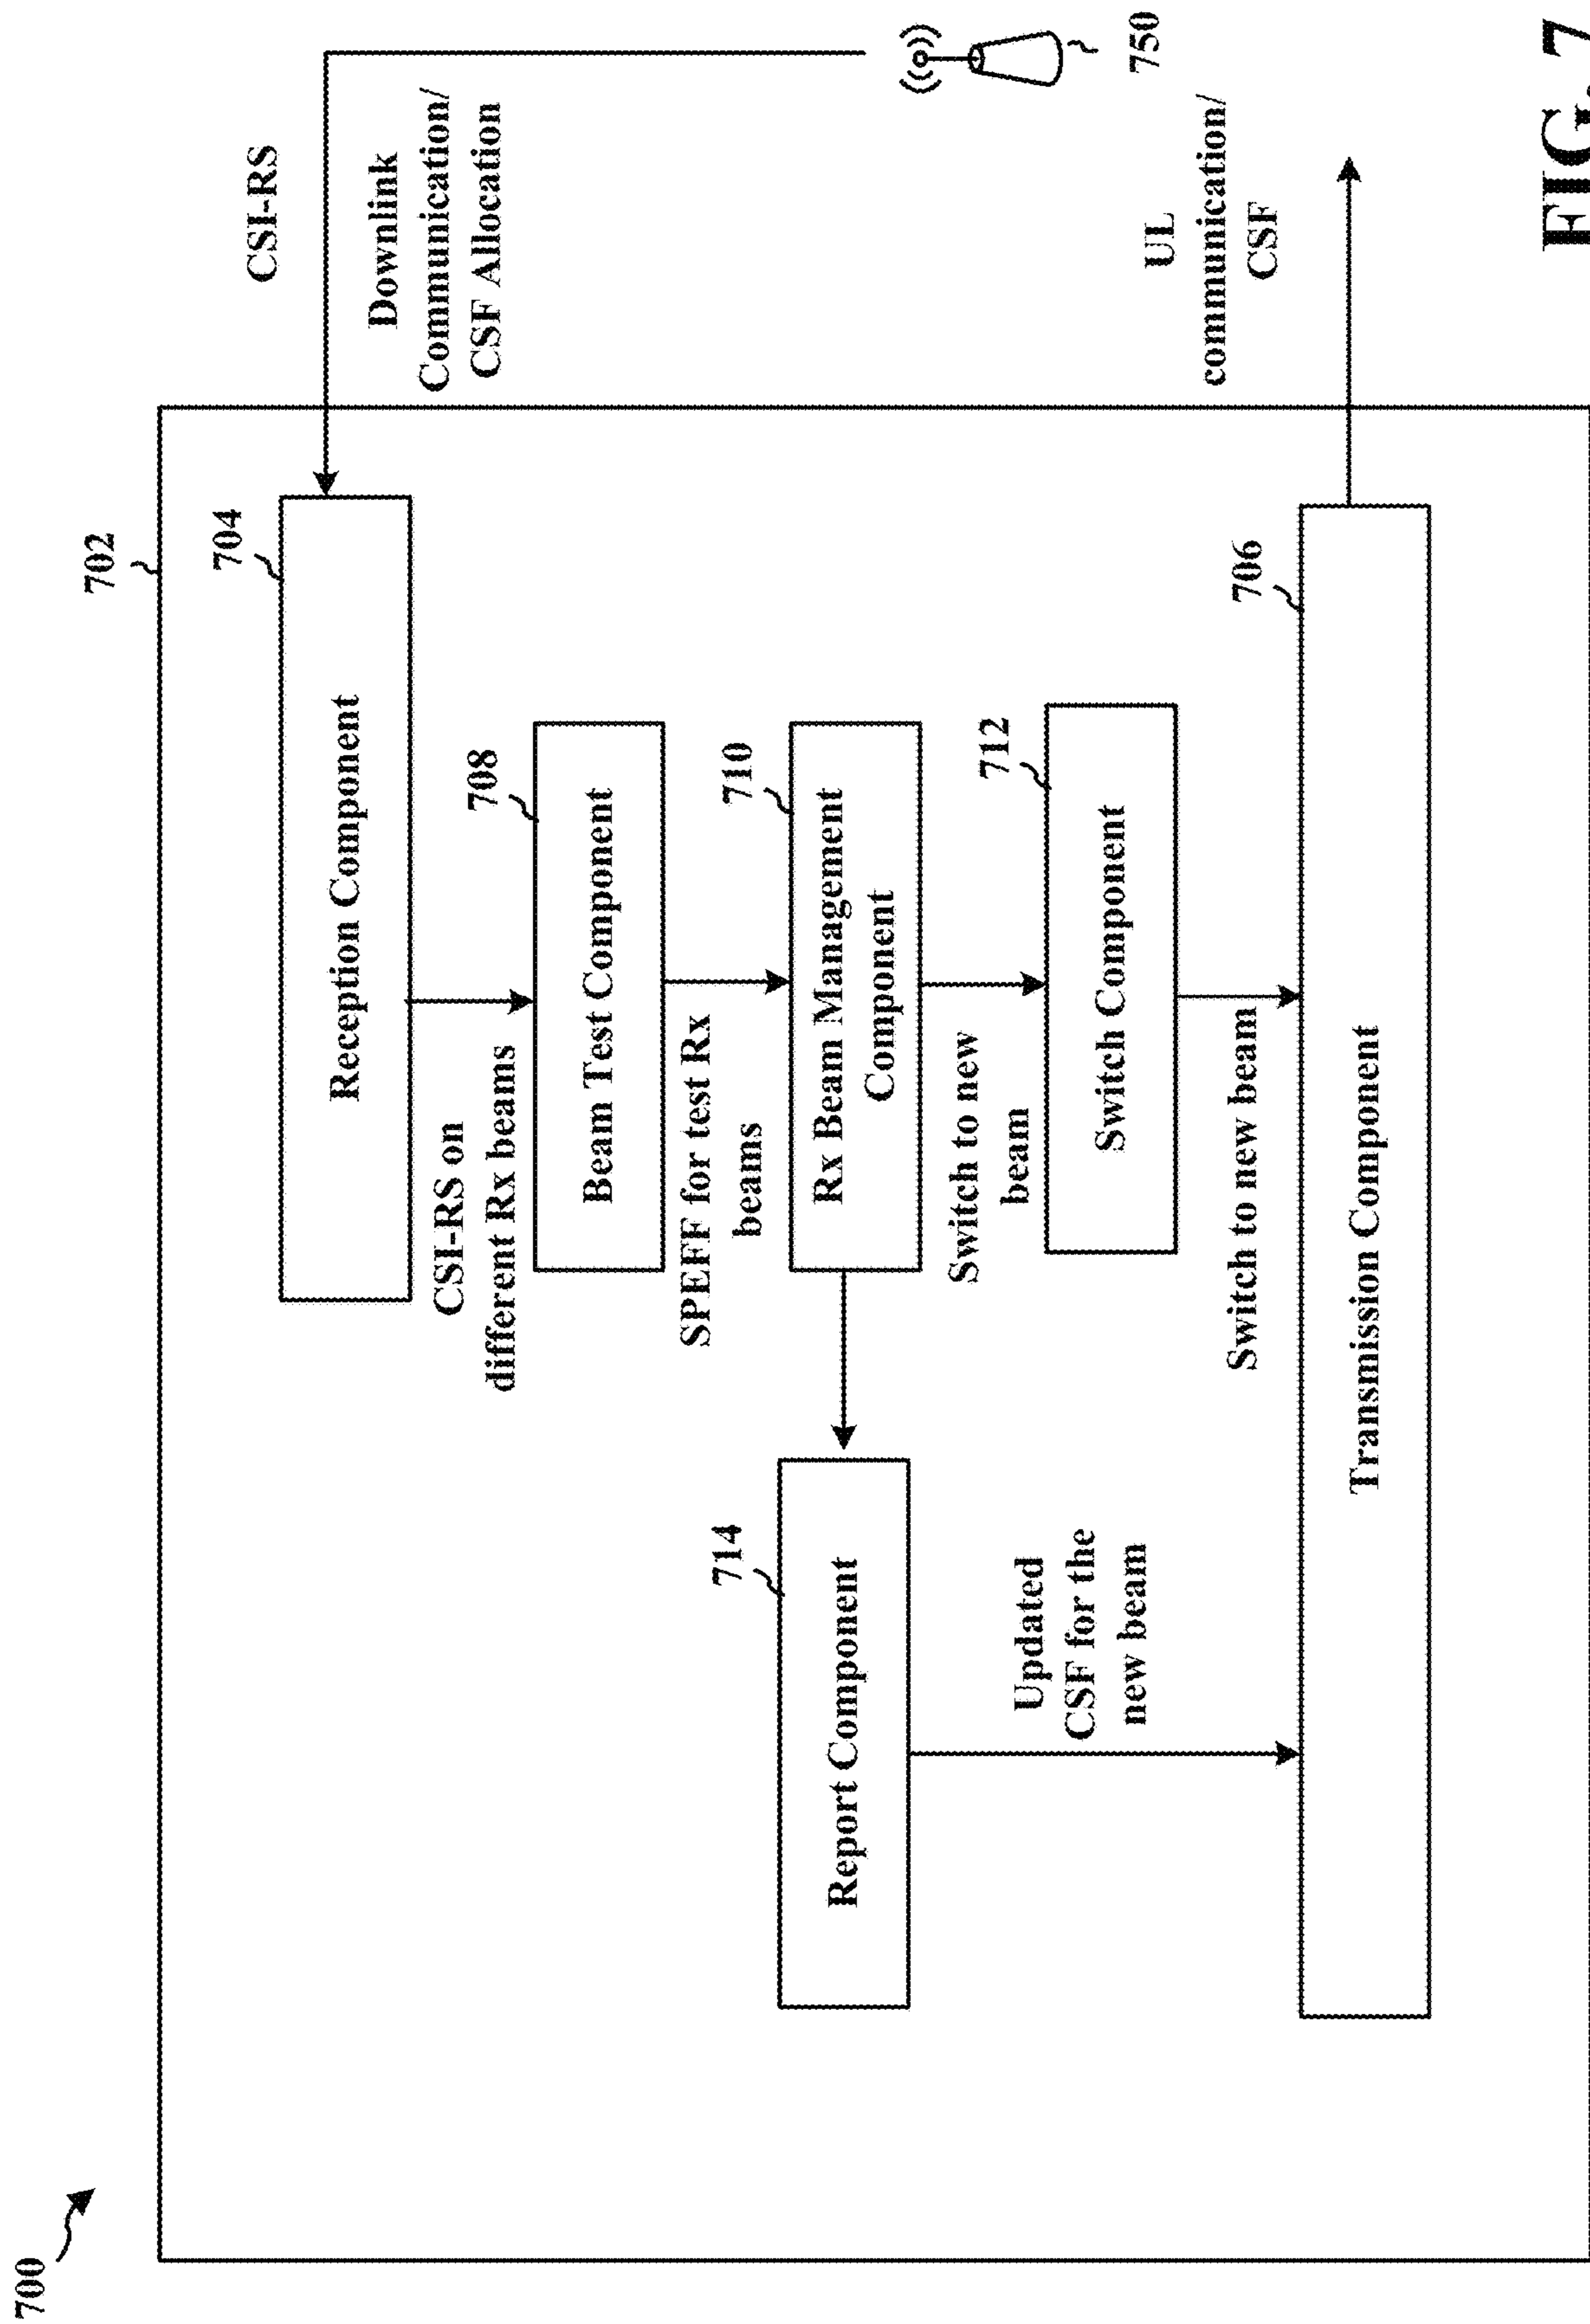 700
702
CSI-RS
704
Reception Component
Downlink
Communication/
CSF Allocation
CSI-RS on
different Rx beams
708
Beam Test Component
SPEFF for test Rx
beams
710
Rx Beam Management
Component
714
Report Component
Switch to new
beam
712
Switch Component
Updated
CSF for the
new beam
Switch to new beam
706
Transmission Component
UL
communication/
CSF
750
FIG. 7